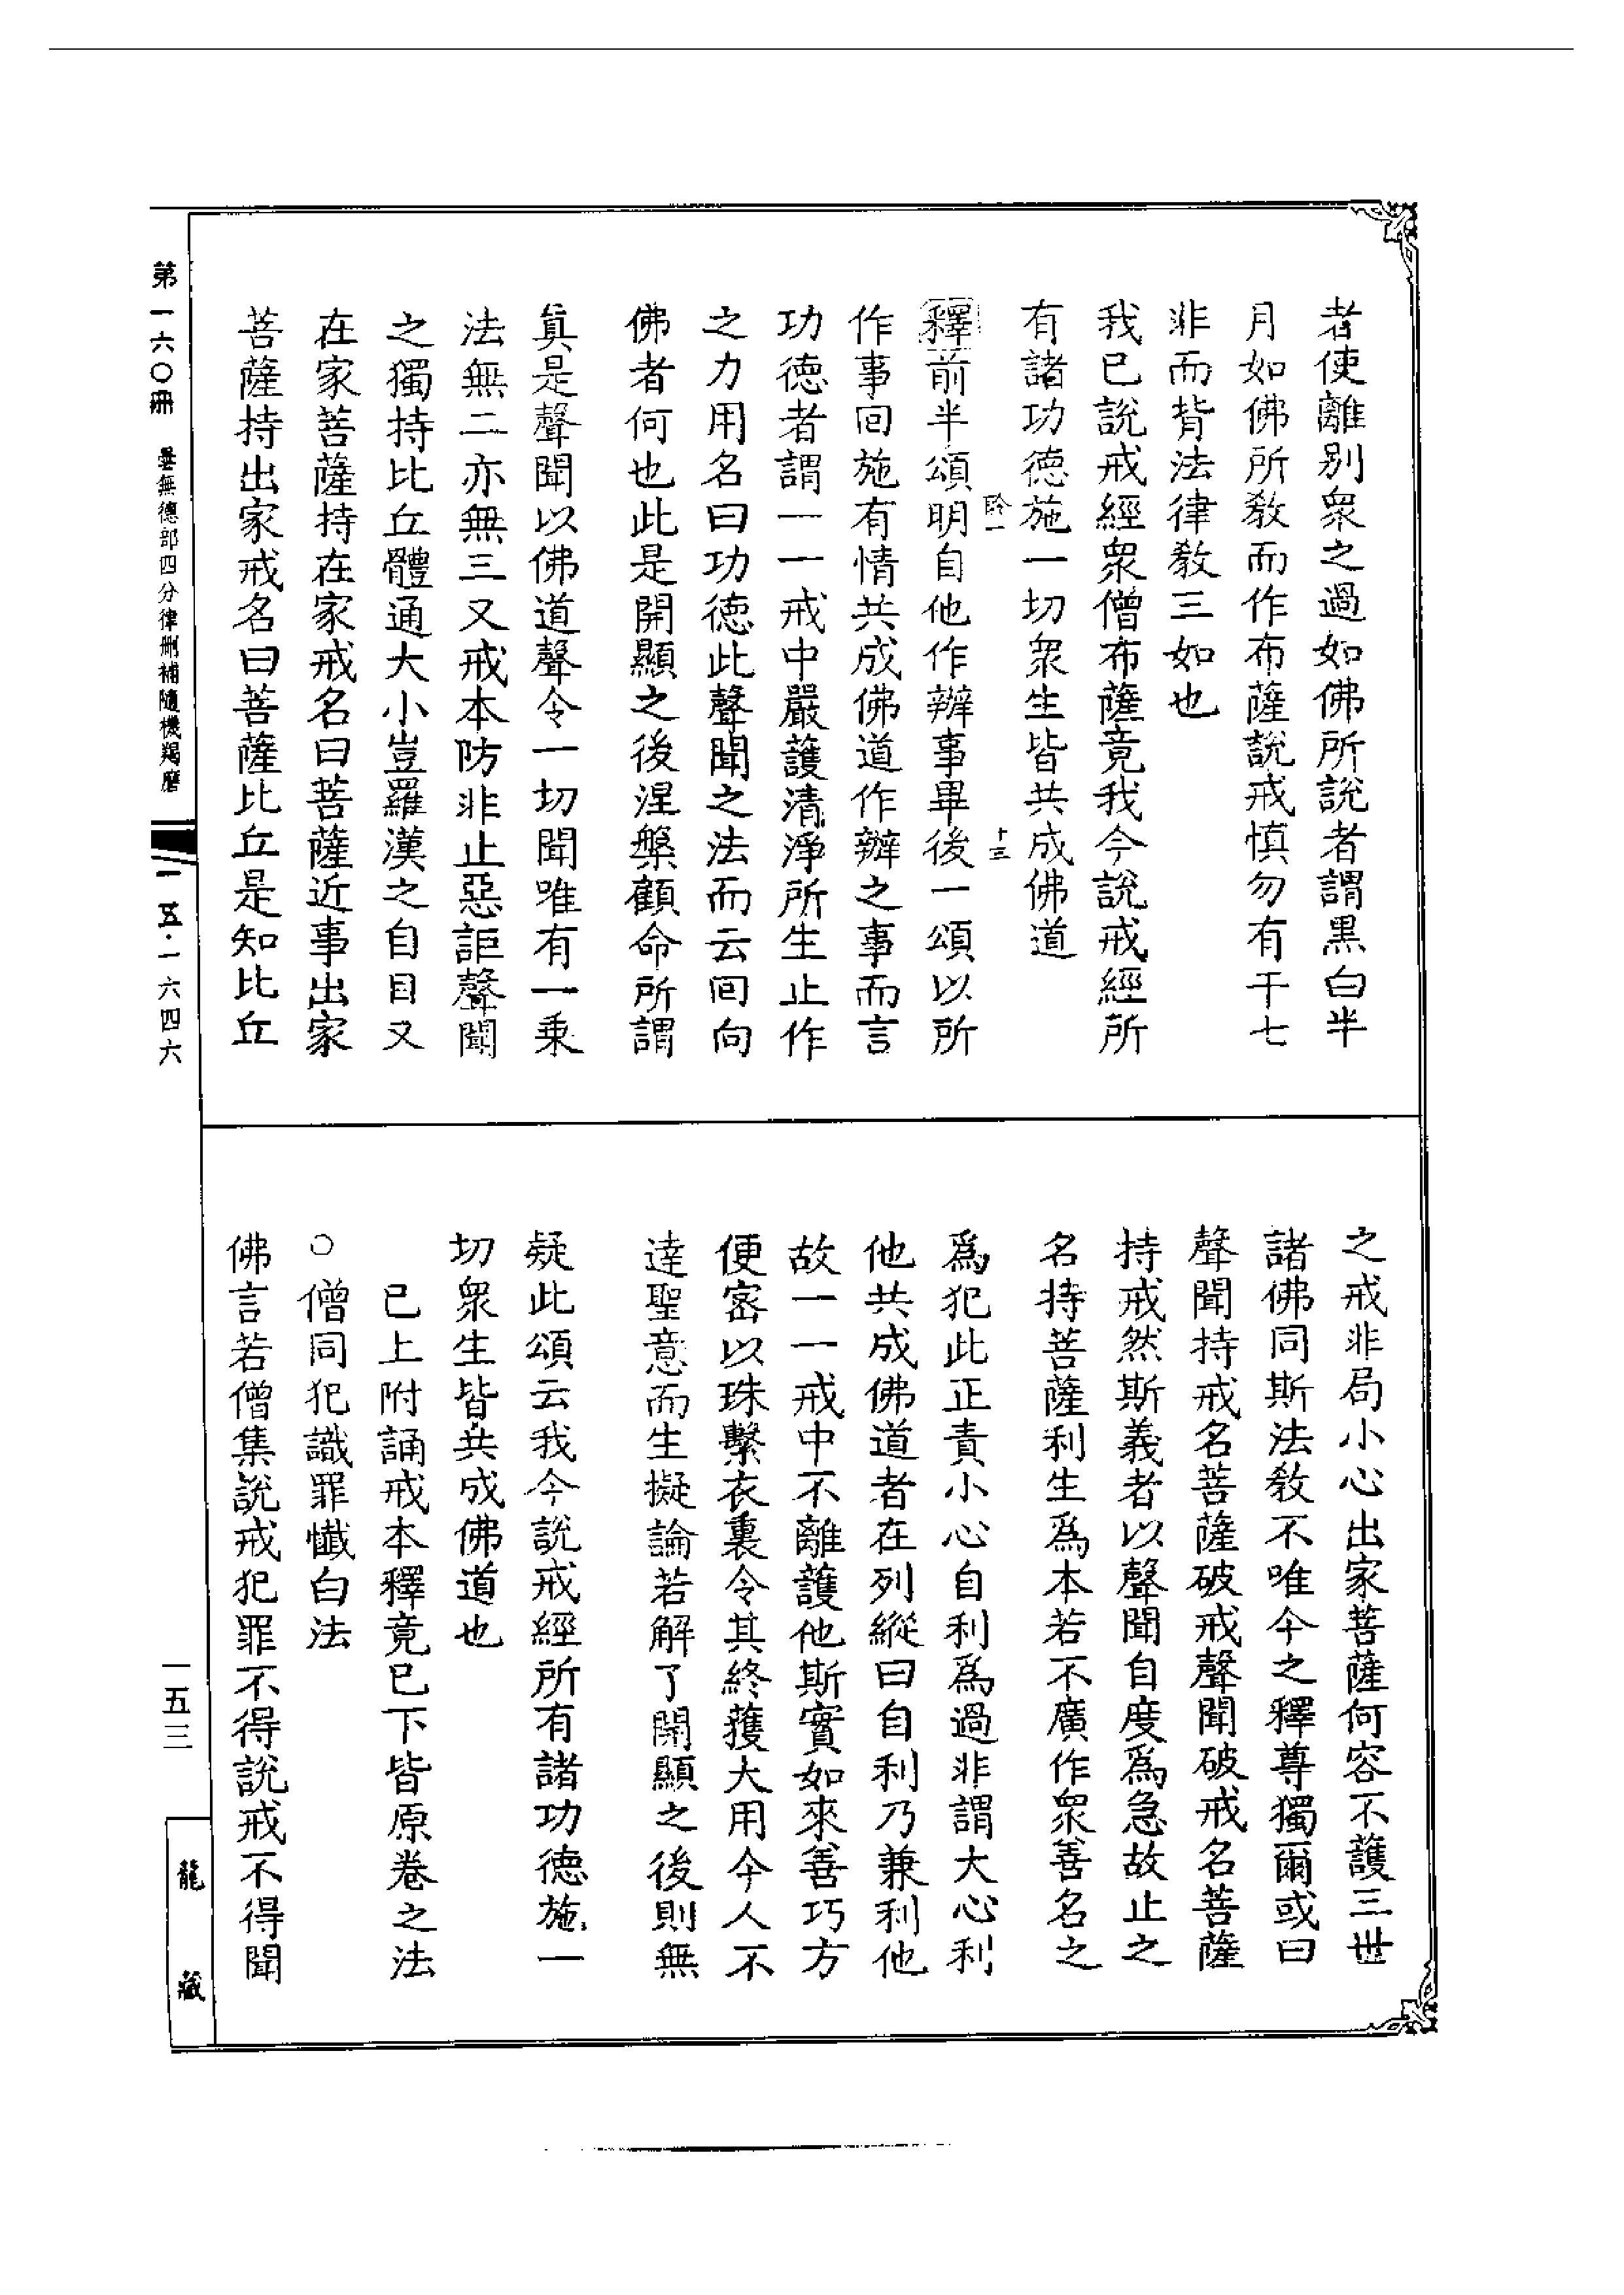 者使離別衆之過如佛所說者謂黒白半
月如佛所敎而作布薩說戒慎勿有干七
非而背法律敎三如也
我已說戒經衆僧布薩竟我今說戒經所
有諸功德施一切衆生皆共成佛道
十三
釋前半頌明自他作辦事畢後一頌以所
作事回施有情共成佛道作辦之事而言
功德者謂一一戒中嚴護清淨所生止作
之力用名曰功德此聲聞之法而云回向
佛者何也此是開顯之後涅槃顧命所謂
眞是聲聞以佛道聲令一切聞唯有一乘
法無二亦無三又戒本防非止惡詎聲聞
之獨持比丘體通大小豈羅漢之自目又
在家菩薩持在家戒名曰菩薩近事出家
菩薩持出家戒名曰菩薩比丘是知比丘
之戒非局小心出家菩薩何容不護三世
諸佛同斯法敎不唯今之釋尊獨爾或曰
聲聞持戒名菩薩破戒聲聞破戒名菩薩
持戒然斯義者以聲聞自度爲急故止之
名持菩薩利生爲本若不廣作衆善名之
爲犯此正責小心自利爲過非謂大心利
他共成佛道者在列縱曰自利乃兼利他
故一一戒中不離護他斯實如來善巧方
便密以珠繫衣裏令其終獲大用今人不
達聖意而生擬論若解了開顯之後則無
疑此頌云我今說戒經所有諸功德施一
切衆生皆共成佛道也
已上附誦戒本釋竟已下皆原卷之法
○僧同犯識罪懺白法
佛言若僧集說戒犯罪不得說戒不得聞
第一六〇冊　曇無德部四分律刪補隨機羯磨
一五·一六四六
一五三
龍藏